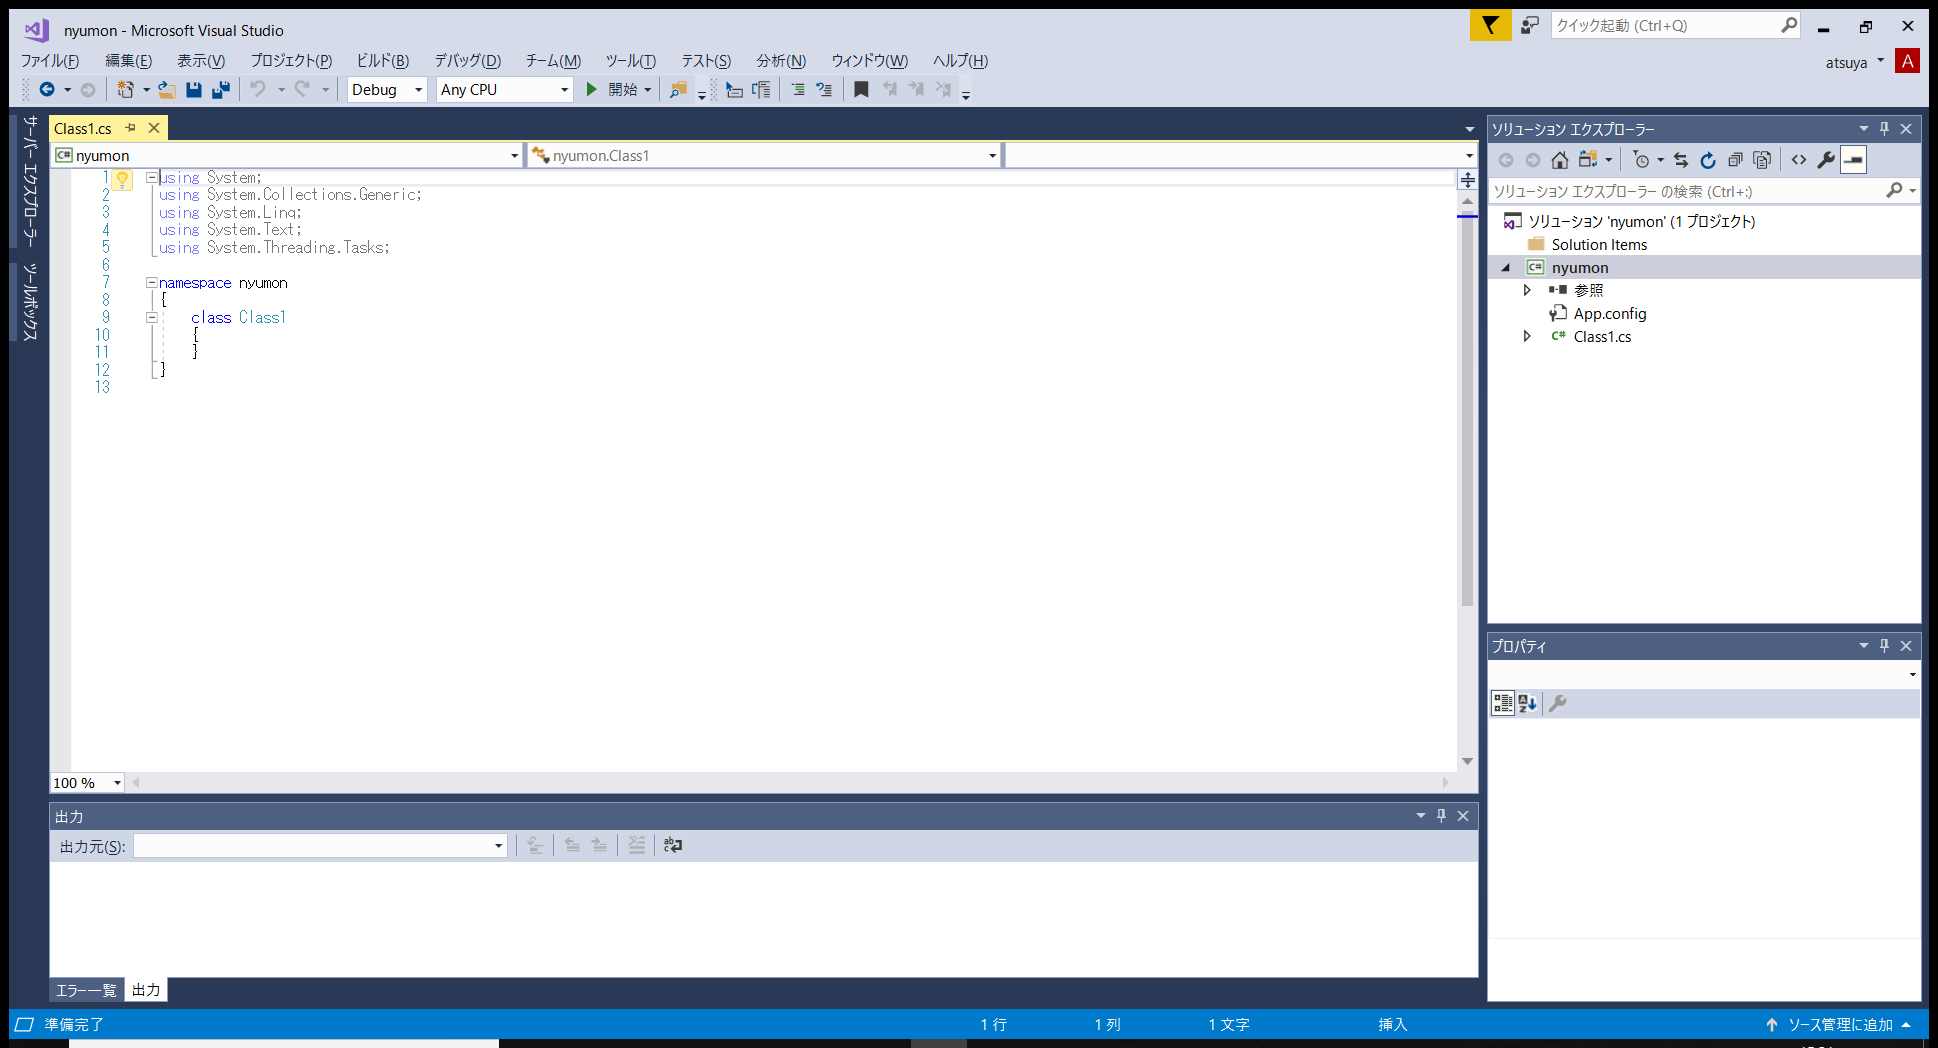 nyumon - Microsoft Visual Studio
クイック起動 (Ctrl+Q)
ファイル(F) 編集(E) 表示(V) プロジェクト(P) ビルド(B) デバッグ(D) チーム(M) ツール(T) テスト(S) 分析(N) ウィンドウ(W) ヘルプ(H)
atsuya A
Debug Any CPU 開始
サーバー エクスプローラー
ツールボックス
Class1.cs
nyumon nyumon.Class1
1 using System;
2 using System.Collections.Generic;
3 using System.Linq;
4 using System.Text;
5 using System.Threading.Tasks;
6
7 namespace nyumon
8 {
9 class Class1
10 {
11 }
12 }
13
100 %
出力
出力元(S):
エラー一覧 出力
ソリューション エクスプローラー
ソリューション エクスプローラー の検索 (Ctrl+:)
ソリューション 'nyumon' (1 プロジェクト)
Solution Items
C# nyumon
参照
App.config
C# Class1.cs
プロパティ
準備完了 1 行 1 列 1 文字 挿入 ソース管理に追加